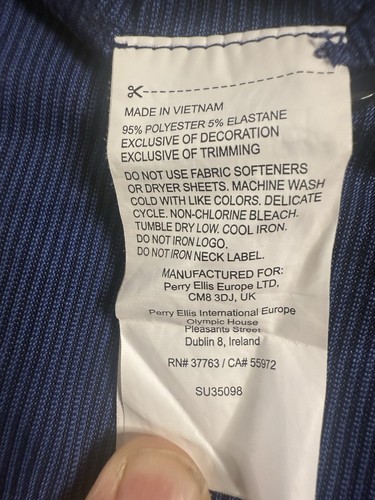 MADE IN VIETNAM
95% POLYESTER 5% ELASTANE
EXCLUSIVE OF DECORATION
EXCLUSIVE OF TRIMMING
DO NOT USE FABRIC SOFTENERS
OR DRYER SHEETS. MACHINE WASH
COLD WITH LIKE COLORS. DELICATE
CYCLE. NON-CHLORINE BLEACH.
TUMBLE DRY LOW. COOL IRON.
DO NOT IRON LOGO.
DO NOT IRON NECK LABEL.
MANUFACTURED FOR:
Perry Ellis Europe LTD,
CM8 3DJ, UK
Perry Ellis International Europe
Olympic House
Pleasants Street
Dublin 8, Ireland
RN# 37763 / CA# 55972
SU35098